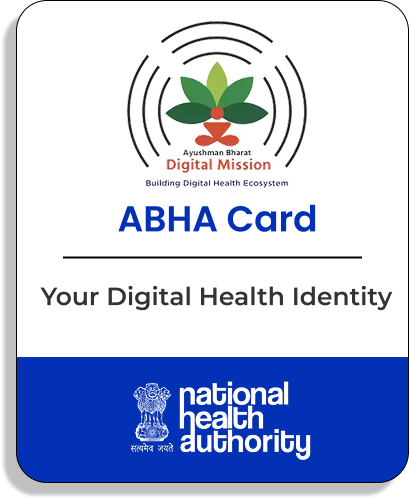 Ayushman Bharat
Digital Mission
Building Digital Health Ecosystem
ABHA Card
Your Digital Health Identity
national
health
authority
सत्यमेव जयते